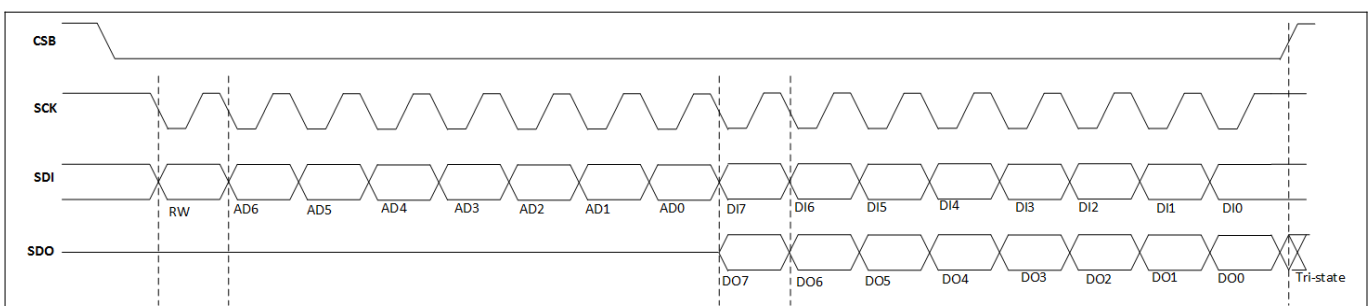 CSB
SCK
SDI
RW AD6 AD5 AD4 AD3 AD2 AD1 AD0 DI7 DI6 DI5 DI4 DI3 DI2 DI1 DI0
SDO
DO7 DO6 DO5 DO4 DO3 DO2 DO1 DO0 Tri-state